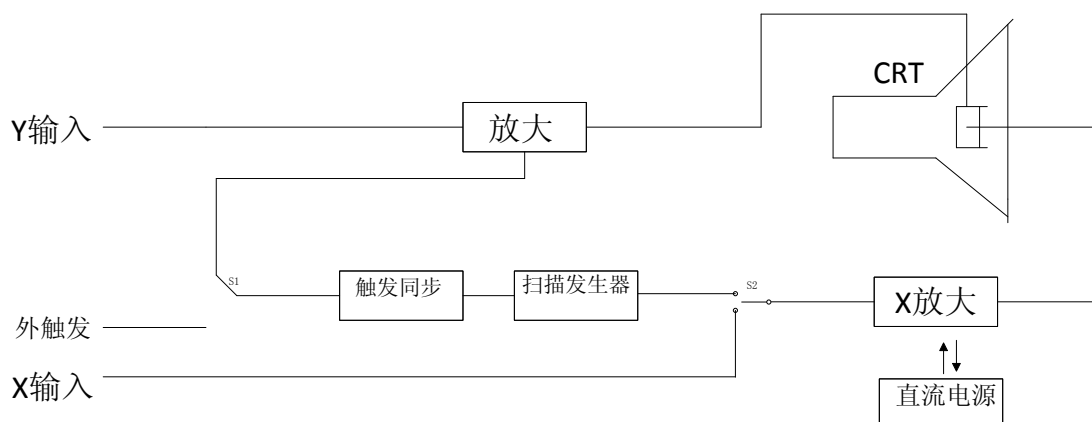 CRT
Y输入
放大
S1
触发同步
扫描发生器
S2
X放大
外触发
X输入
直流电源